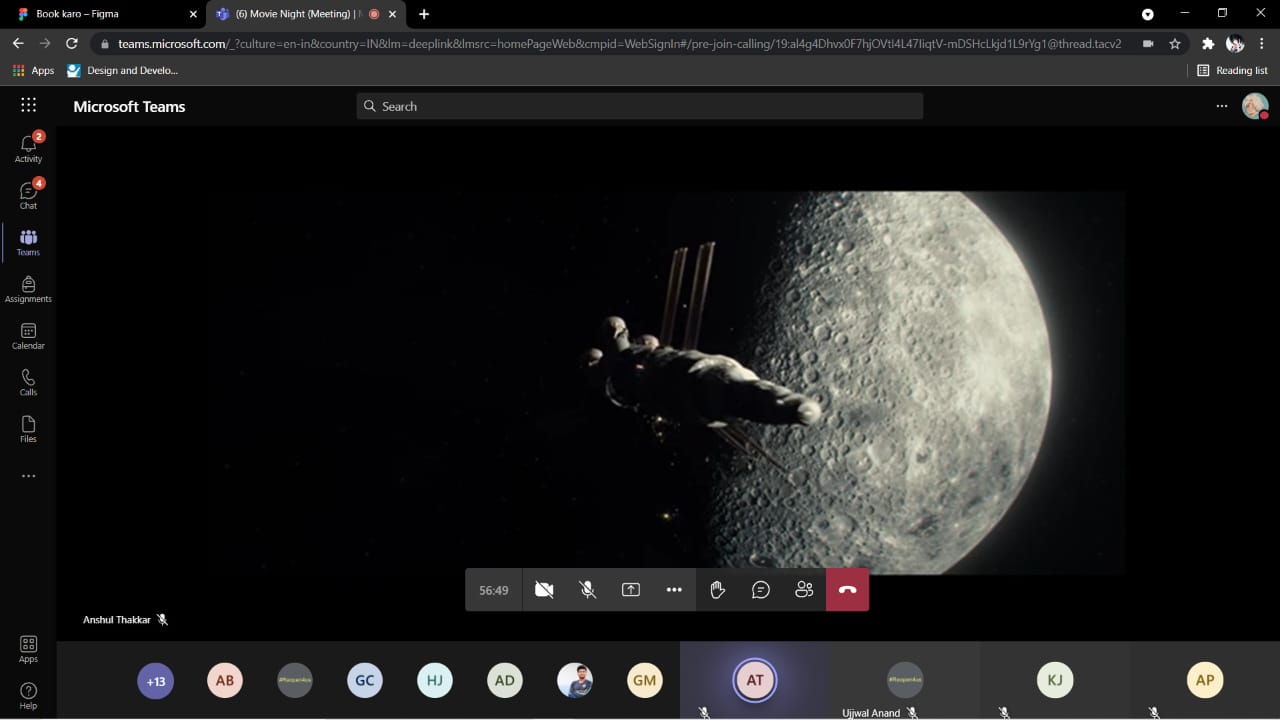 Book karo – Figma
(6) Movie Night (Meeting) |
teams.microsoft.com/_?culture=en-in&country=IN&lm=deeplink&lmsrc=homePageWeb&cmpid=WebSignIn#/pre-join-calling/19:al4g4Dhvx0F7hjOVtI4L47IiqtV-mDSHcLkjd1L9rYg1@thread.tacv2
Apps
Design and Develo...
Reading list
Microsoft Teams
Search
2
Activity
4
Chat
Teams
Assignments
Calendar
Calls
Files
56:49
Anshul Thakkar
Apps
Help
+13
AB
#Reopen4us
GC
HJ
AD
GM
AT
#Reopen4us
Ujjwal Anand
KJ
AP